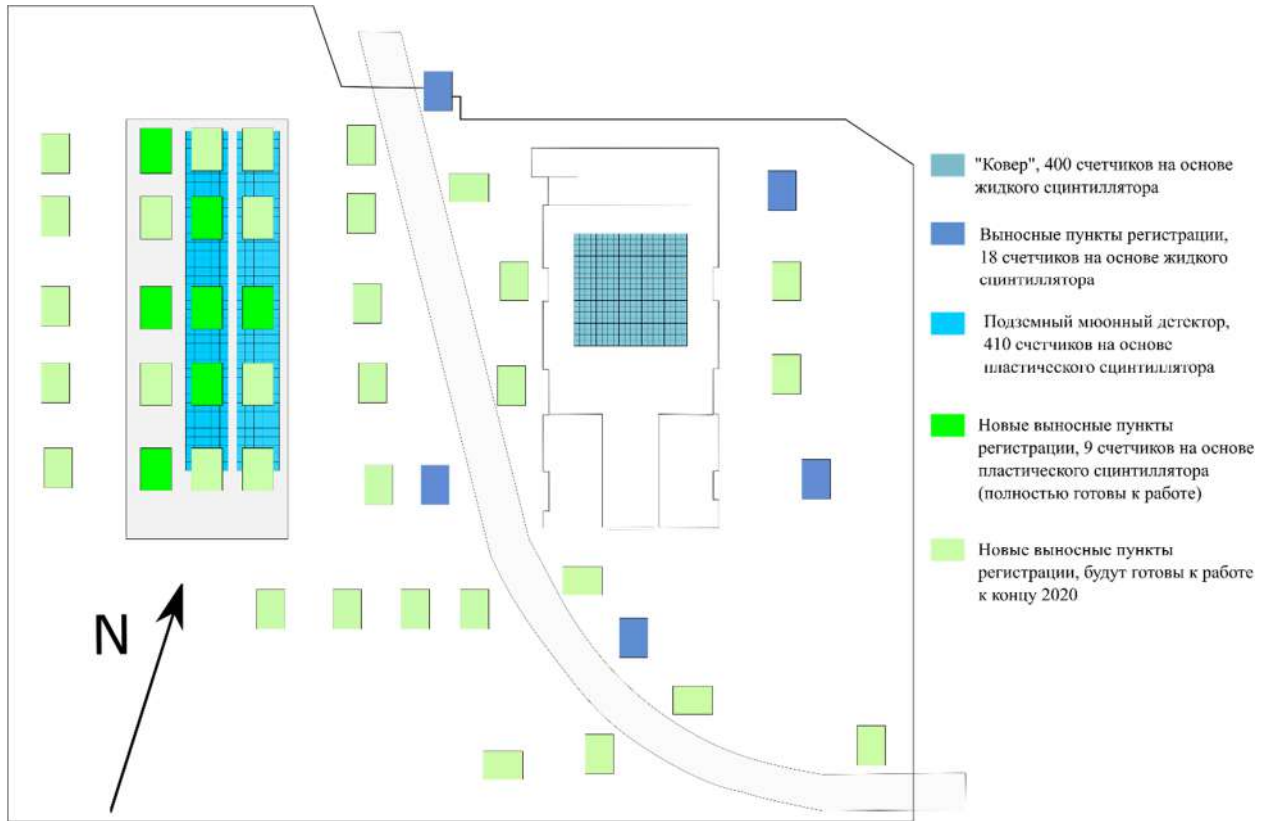 "Ковер", 400 счетчиков на основе
жидкого сцинтиллятора
Выносные пункты регистрации,
18 счетчиков на основе жидкого
сцинтиллятора
Подземный мюонный детектор,
410 счетчиков на основе
пластического сцинтиллятора
Новые выносные пункты
регистрации, 9 счетчиков на основе
пластического сцинтиллятора
(полностью готовы к работе)
Новые выносные пункты
регистрации, будут готовы к работе
к концу 2020
N